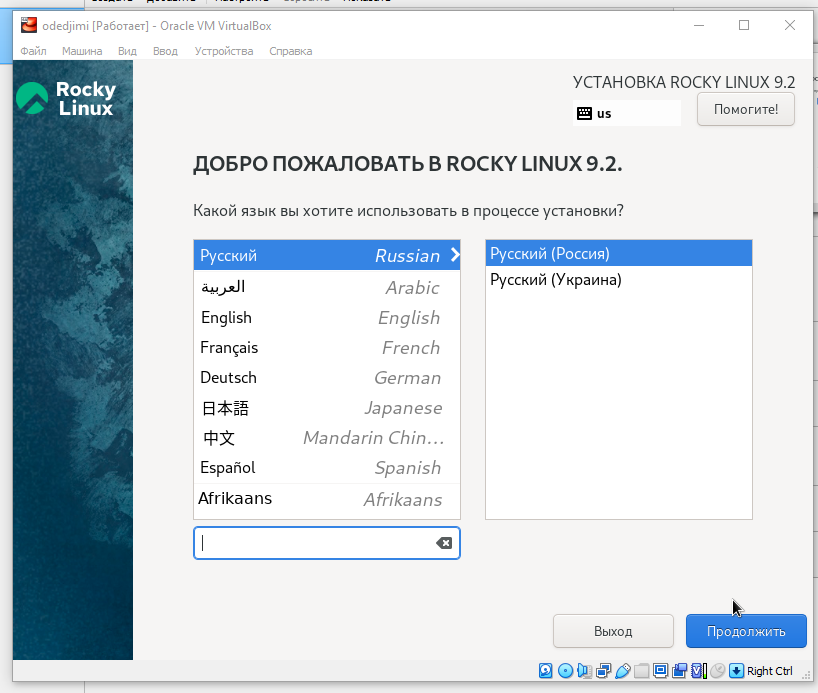 odedjimi [Работает] - Oracle VM VirtualBox
Файл Машина Вид Ввод Устройства Справка
Rocky
Linux
УСТАНОВКА ROCKY LINUX 9.2
us
Помогите!
ДОБРО ПОЖАЛОВАТЬ В ROCKY LINUX 9.2.
Какой язык вы хотите использовать в процессе установки?
Русский Russian
العربية Arabic
English English
Français French
Deutsch German
日本語 Japanese
中文 Mandarin Chin...
Español Spanish
Afrikaans Afrikaans
Русский (Россия)
Русский (Украина)
Выход
Продолжить
Right Ctrl